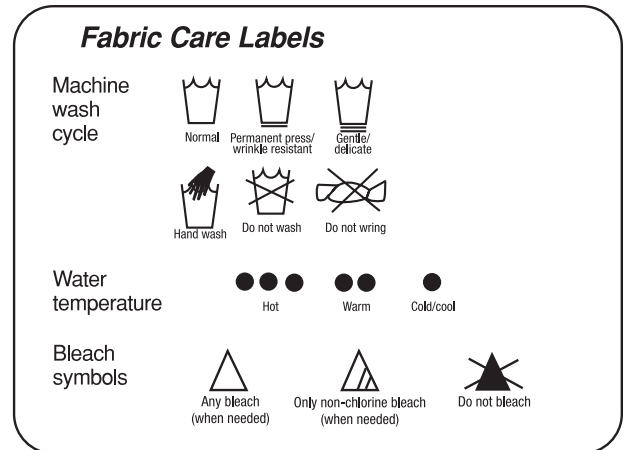 Fabric Care Labels
Machine
wash
cycle
Normal
Permanent press/
wrinkle resistant
Gentle/
delicate
Hand wash
Do not wash
Do not wring
Water
temperature
Hot
Warm
Cold/cool
Bleach
symbols
Any bleach
(when needed)
Only non-chlorine bleach
(when needed)
Do not bleach